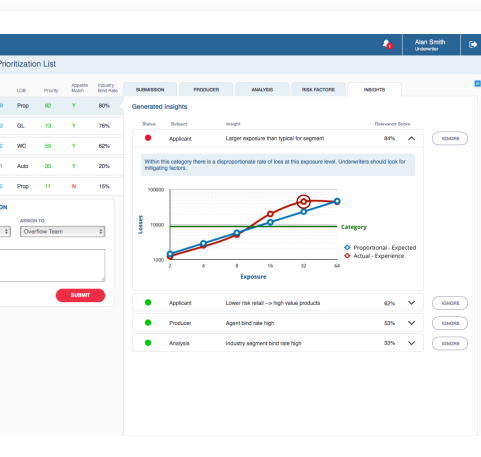 Alan Smith
Underwriter
Prioritization List
LOB Priority Appetite Match Industry Bind Rate
Prop 82 Y 80%
GL 73 Y 76%
WC 50 Y 62%
Auto 35 Y 20%
Prop 11 N 15%
ON
ASSIGN TO
Overflow Team
SUBMIT
SUBMISSION PRODUCER ANALYSIS RISK FACTORS INSIGHTS
Generated Insights
Status Subject Insight Relevance Score
Applicant Larger exposure than typical for segment 84% IGNORE
Within this category there is a disproportionate rate of loss at this exposure level. Underwriters should look for
mitigating factors.
Losses
100000
10000
1000
2 4 8 16 32 64
Exposure
Category
Proportional - Expected
Actual - Experience
Applicant Lower risk retail --> high value products 62% IGNORE
Producer Agent bind rate high 53% IGNORE
Analysis Industry segment bind rate high 33% IGNORE